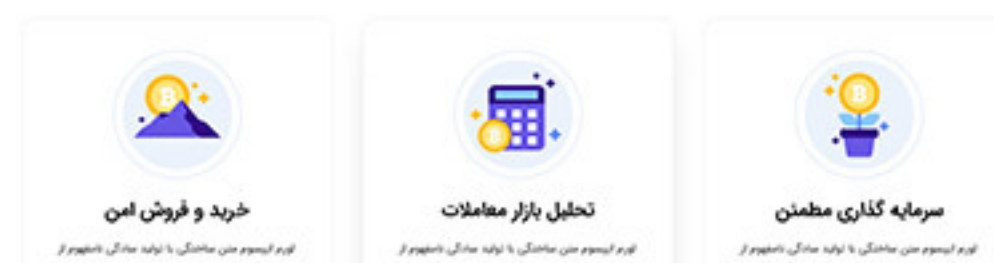 سرمایه گذاری مطمئن
لورم ایپسوم متن ساختگی با تولید سادگی نامفهوم از
تحلیل بازار معاملات
لورم ایپسوم متن ساختگی با تولید سادگی نامفهوم از
خرید و فروش امن
لورم ایپسوم متن ساختگی با تولید سادگی نامفهوم از